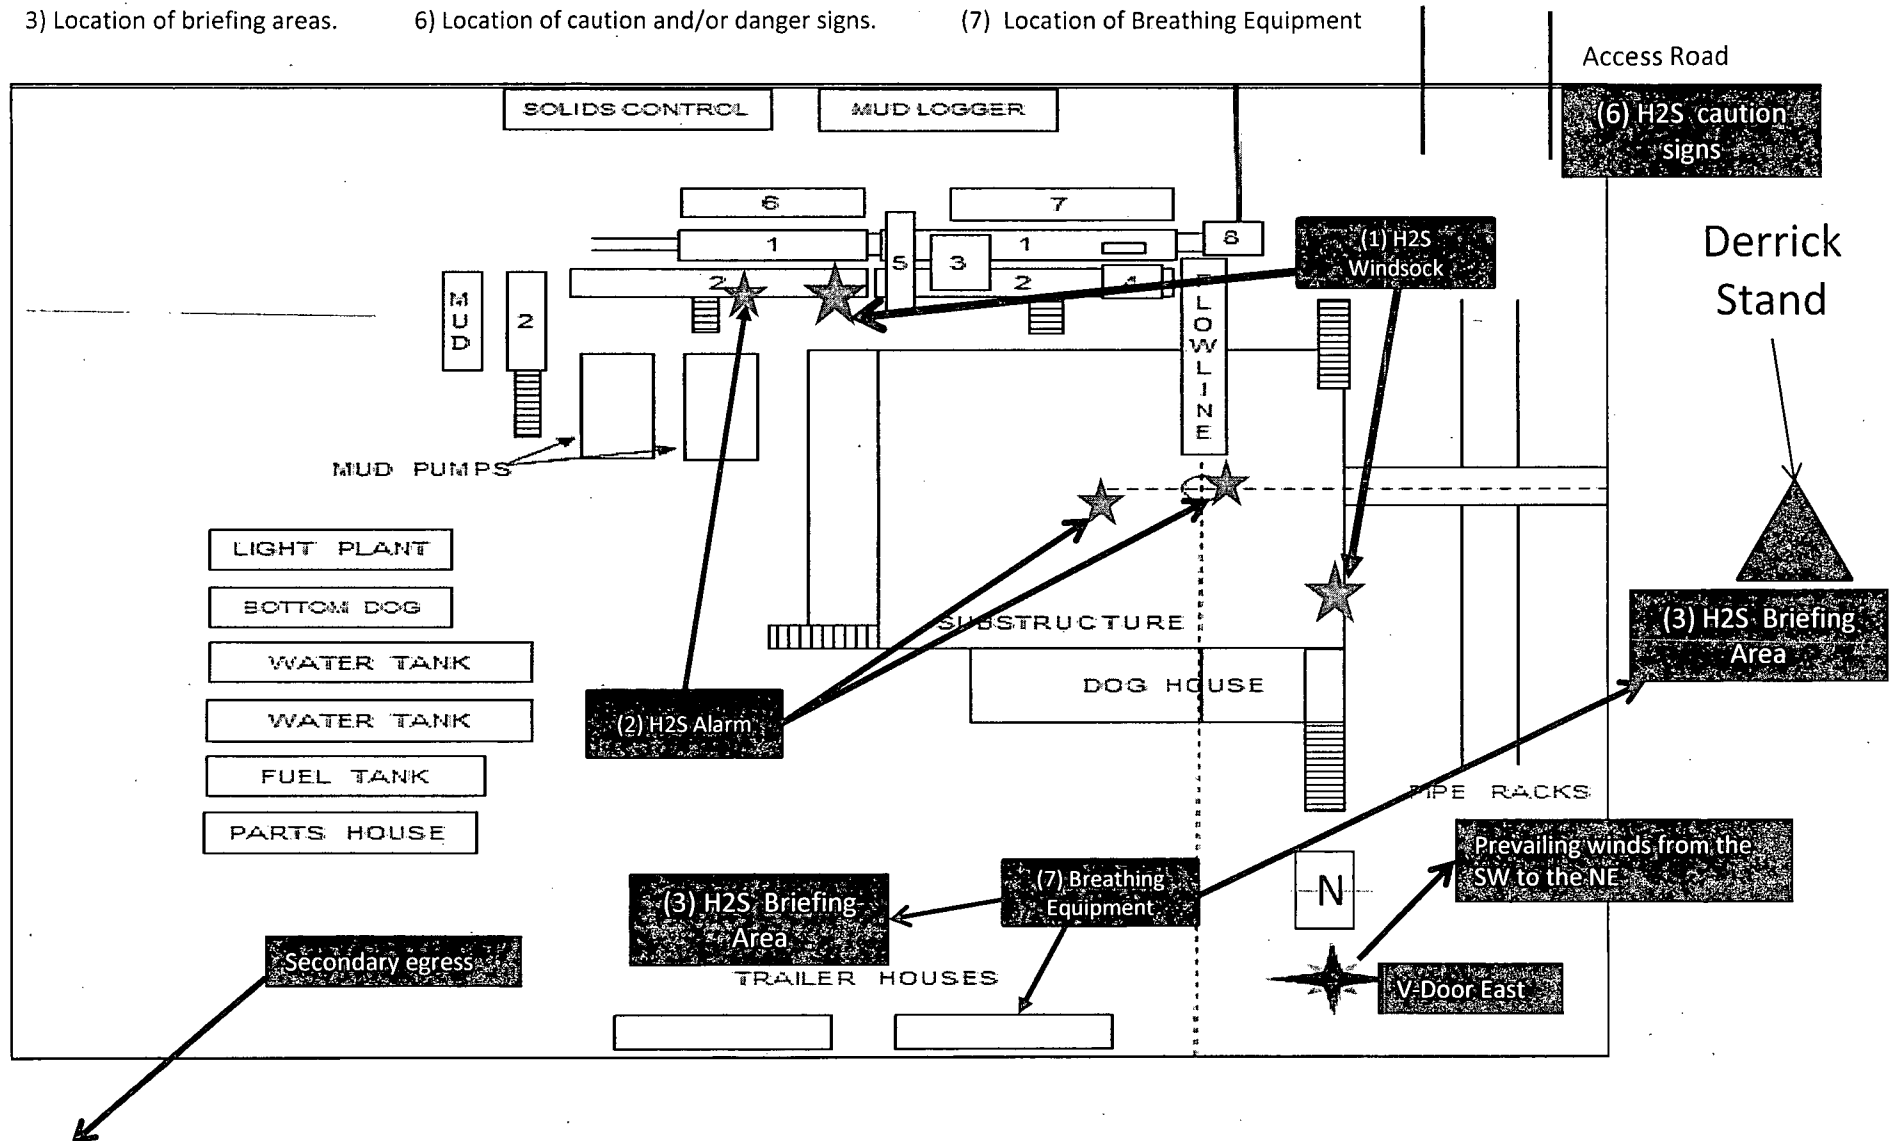 3) Location of briefing areas. 6) Location of caution and/or danger signs. (7) Location of Breathing Equipment
Access Road
SOLIDS CONTROL MUD LOGGER
(6) H2S caution
signs
6 7
1 5 3 1 8
(1) H2S
Windsock
Derrick
Stand
2 2 4
MUD
2
FLOWLINE
MUD PUMPS
LIGHT PLANT
BOTTOM DOG
SUBSTRUCTURE
(3) H2S Briefing
Area
WATER TANK
DOG HOUSE
WATER TANK
(2) H2S Alarm
FUEL TANK
PIPE RACKS
PARTS HOUSE
Prevailing winds from the
SW to the NE
(7) Breathing
Equipment
N
(3) H2S Briefing
Area
Secondary egress
TRAILER HOUSES
V-Door East